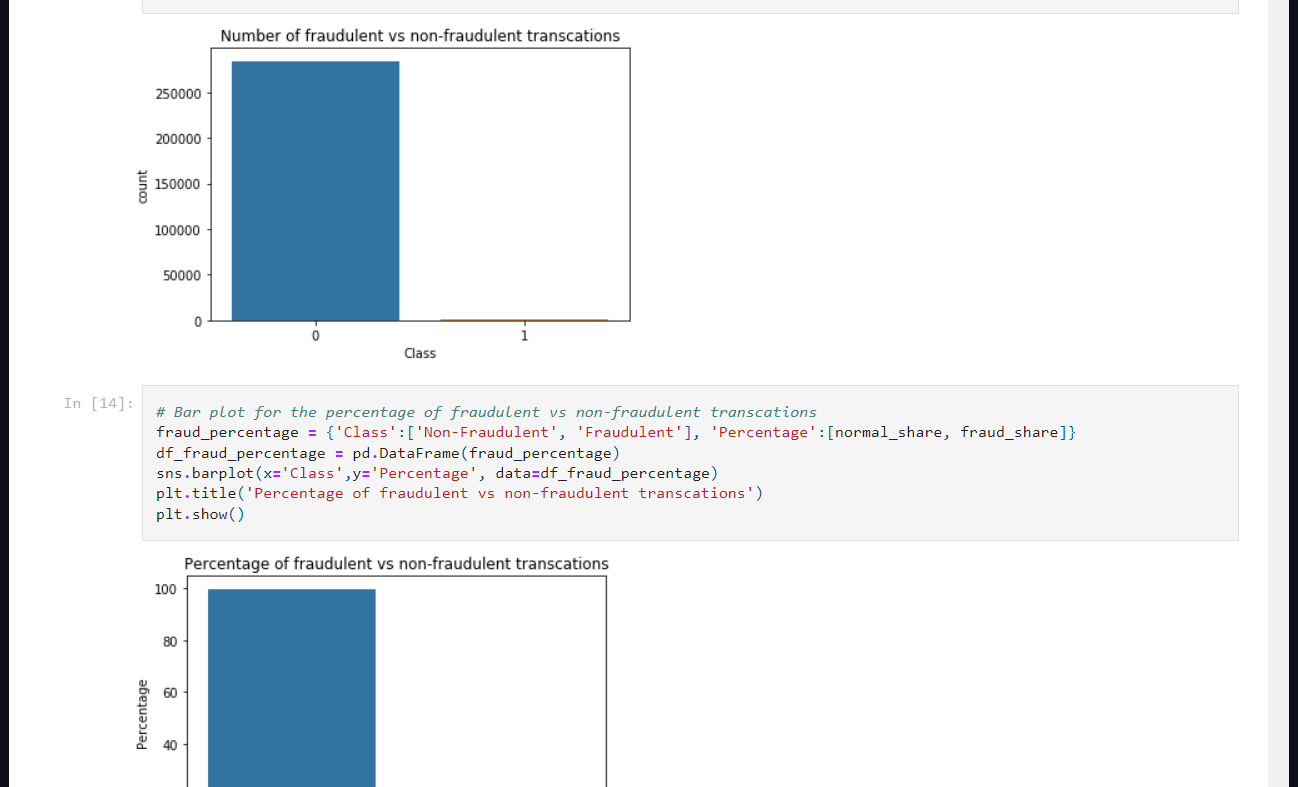 Number of fraudulent vs non-fraudulent transcations
250000
200000
150000
100000
50000
0
count
0 1
Class
In [14]:
# Bar plot for the percentage of fraudulent vs non-fraudulent transcations
fraud_percentage = {'Class':['Non-Fraudulent', 'Fraudulent'], 'Percentage':[normal_share, fraud_share]}
df_fraud_percentage = pd.DataFrame(fraud_percentage)
sns.barplot(x='Class',y='Percentage', data=df_fraud_percentage)
plt.title('Percentage of fraudulent vs non-fraudulent transcations')
plt.show()
Percentage of fraudulent vs non-fraudulent transcations
100
80
60
40
Percentage